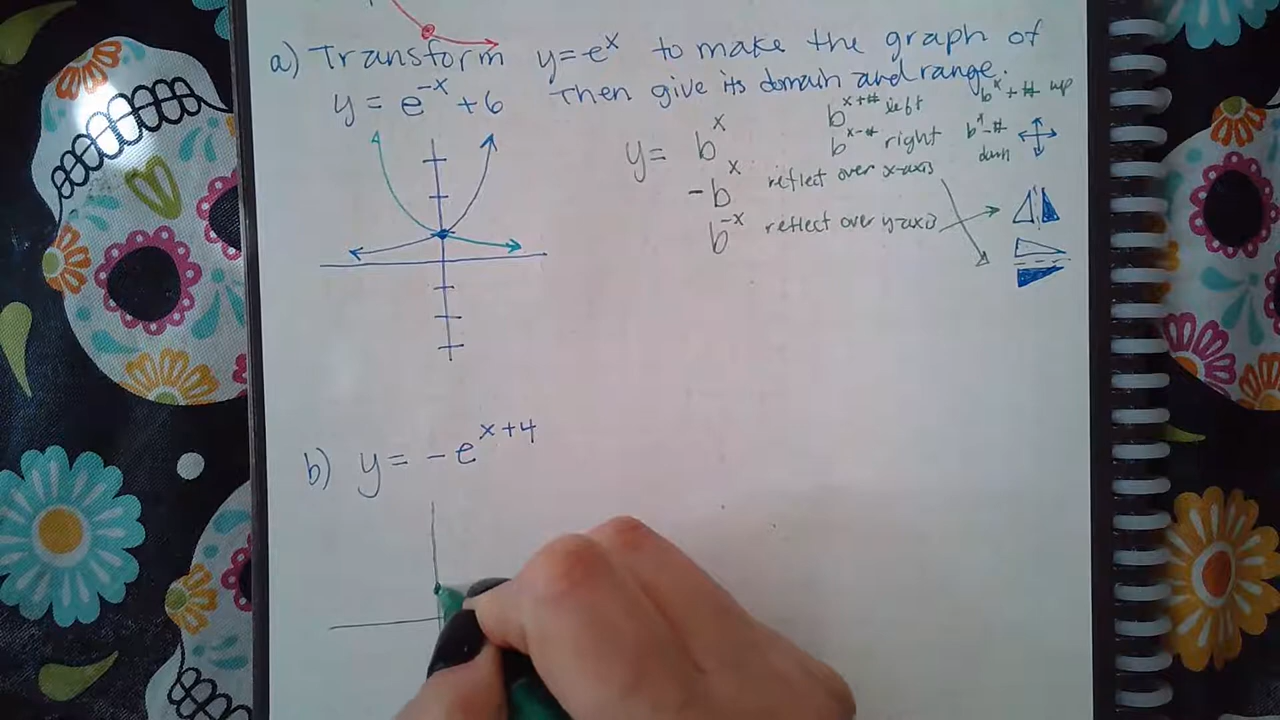 a) Transform y=e^x to make the graph of
y = e^-x + 6 Then give its domain and range.
b^x+# left
b^x + # up
y= b^x
b^x-# right
b^x-# down
-b^x reflect over x-axis
b^-x reflect over y-axis
b) y = -e^x+4